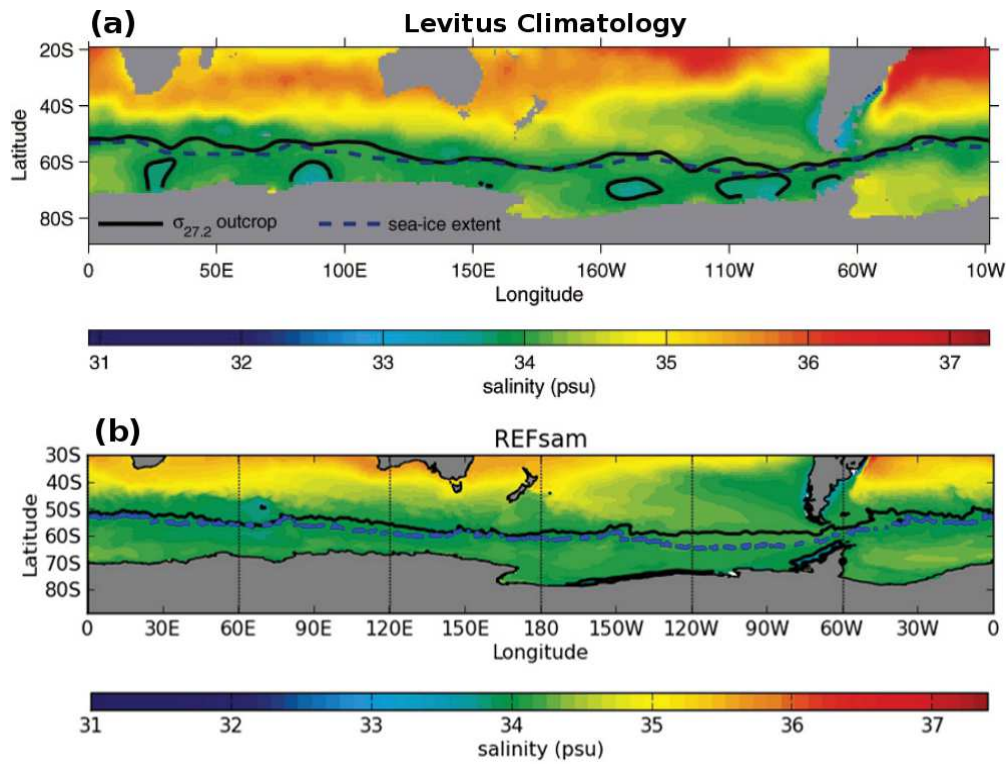 (a) Levitus Climatology
20S
40S
60S
80S
Latitude
σ27.2 outcrop sea-ice extent
0 50E 100E 150E 160W 110W 60W 10W
Longitude
31 32 33 34 35 36 37
salinity (psu)
(b) REFsam
30S
40S
50S
60S
70S
80S
Latitude
0 30E 60E 90E 120E 150E 180 150W 120W 90W 60W 30W 0
Longitude
31 32 33 34 35 36 37
salinity (psu)